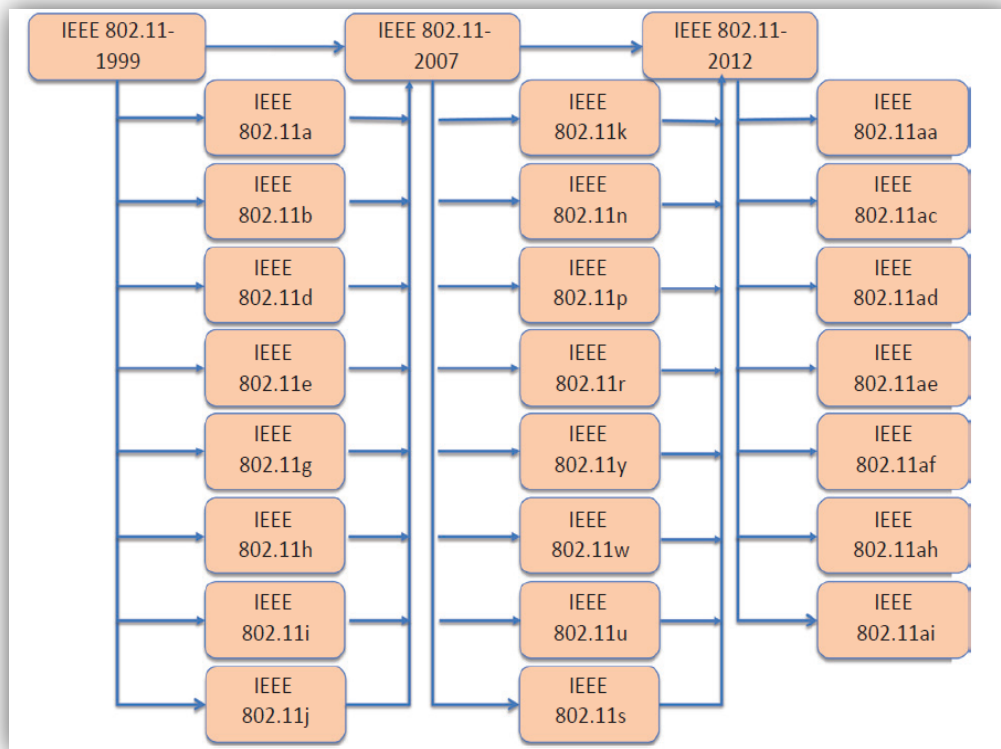 IEEE 802.11-
1999
IEEE 802.11-
2007
IEEE 802.11-
2012
IEEE
802.11a
IEEE
802.11b
IEEE
802.11d
IEEE
802.11e
IEEE
802.11g
IEEE
802.11h
IEEE
802.11i
IEEE
802.11j
IEEE
802.11k
IEEE
802.11n
IEEE
802.11p
IEEE
802.11r
IEEE
802.11y
IEEE
802.11w
IEEE
802.11u
IEEE
802.11s
IEEE
802.11aa
IEEE
802.11ac
IEEE
802.11ad
IEEE
802.11ae
IEEE
802.11af
IEEE
802.11ah
IEEE
802.11ai